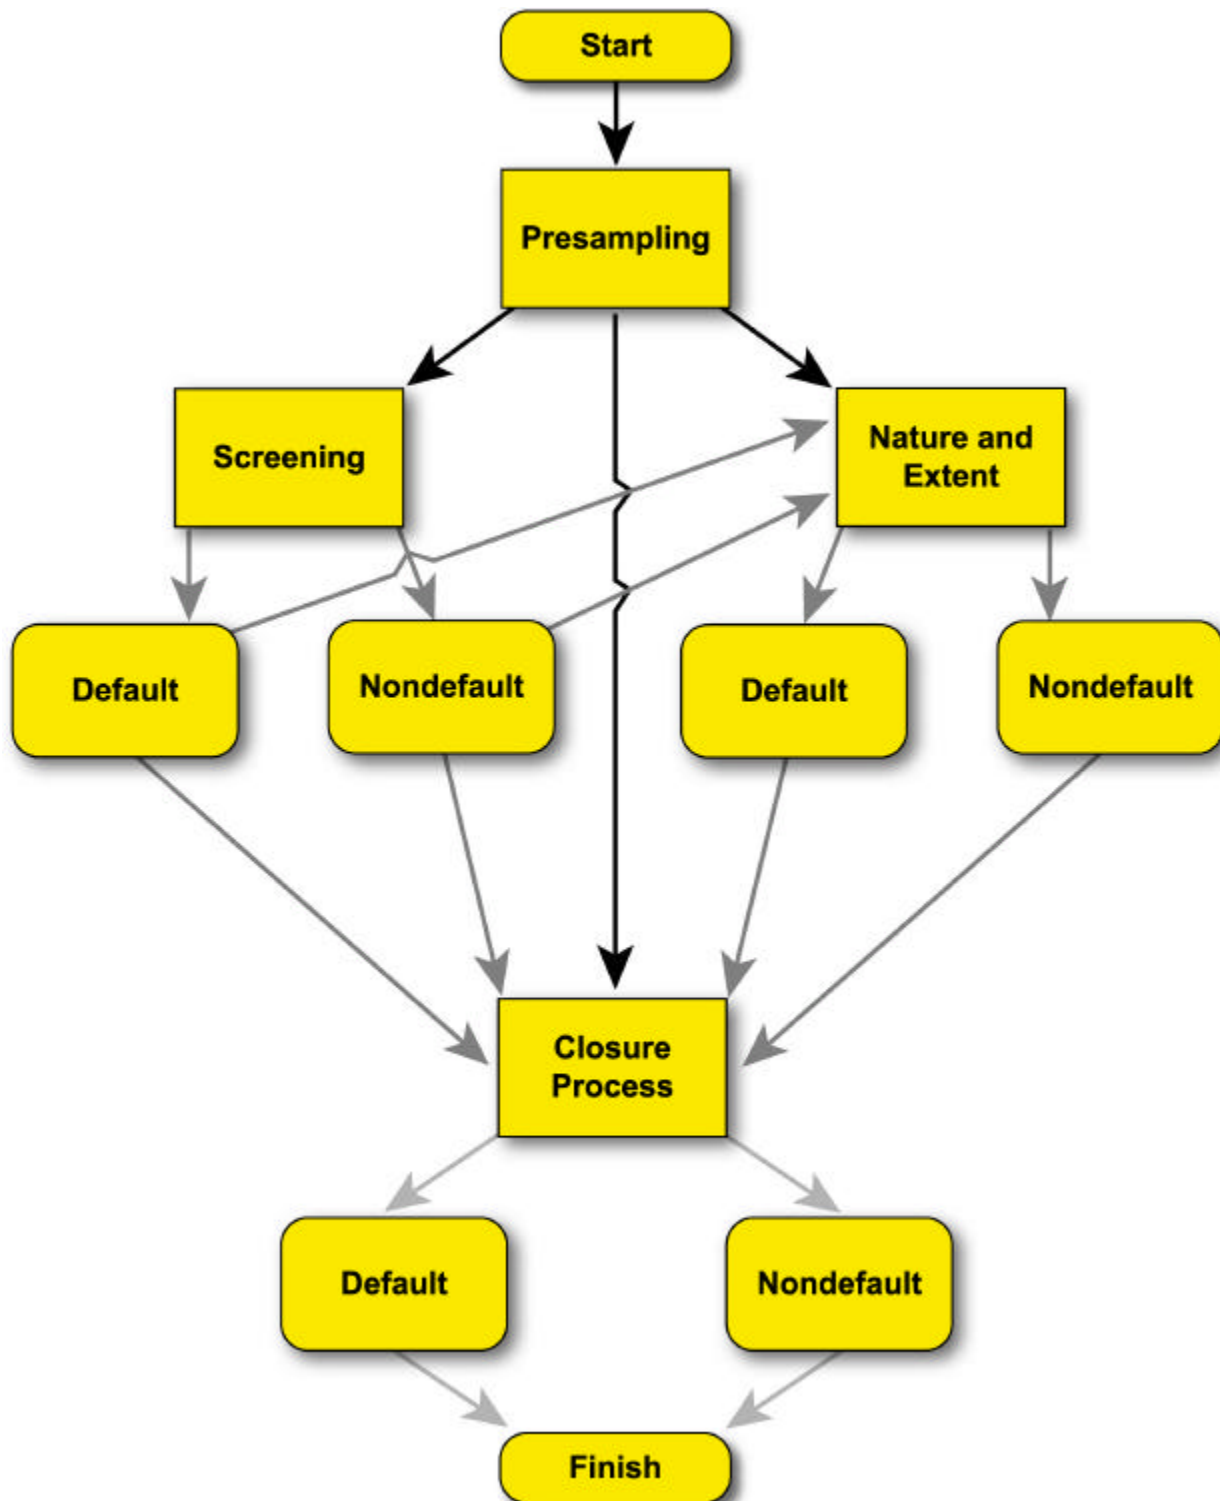 Start
Presampling
Screening
Nature and
Extent
Default
Nondefault
Default
Nondefault
Closure
Process
Default
Nondefault
Finish